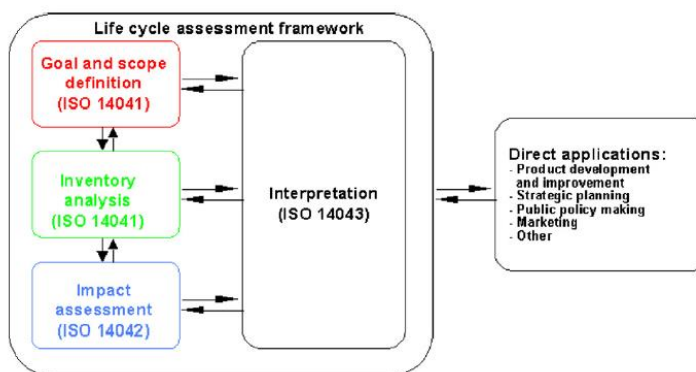 Life cycle assessment framework
Goal and scope
definition
(ISO 14041)
Inventory
analysis
(ISO 14041)
Impact
assessment
(ISO 14042)
Interpretation
(ISO 14043)
Direct applications:
- Product development
and improvement
- Strategic planning
- Public policy making
- Marketing
- Other